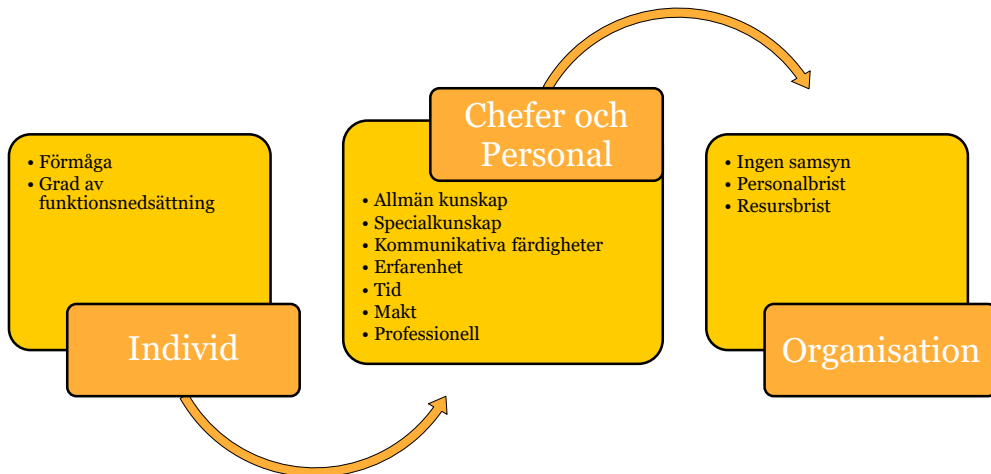 • Förmåga
• Grad av
funktionsnedsättning
Individ
Chefer och
Personal
• Allmän kunskap
• Specialkunskap
• Kommunikativa färdigheter
• Erfarenhet
• Tid
• Makt
• Professionell
• Ingen samsyn
• Personalbrist
• Resursbrist
Organisation